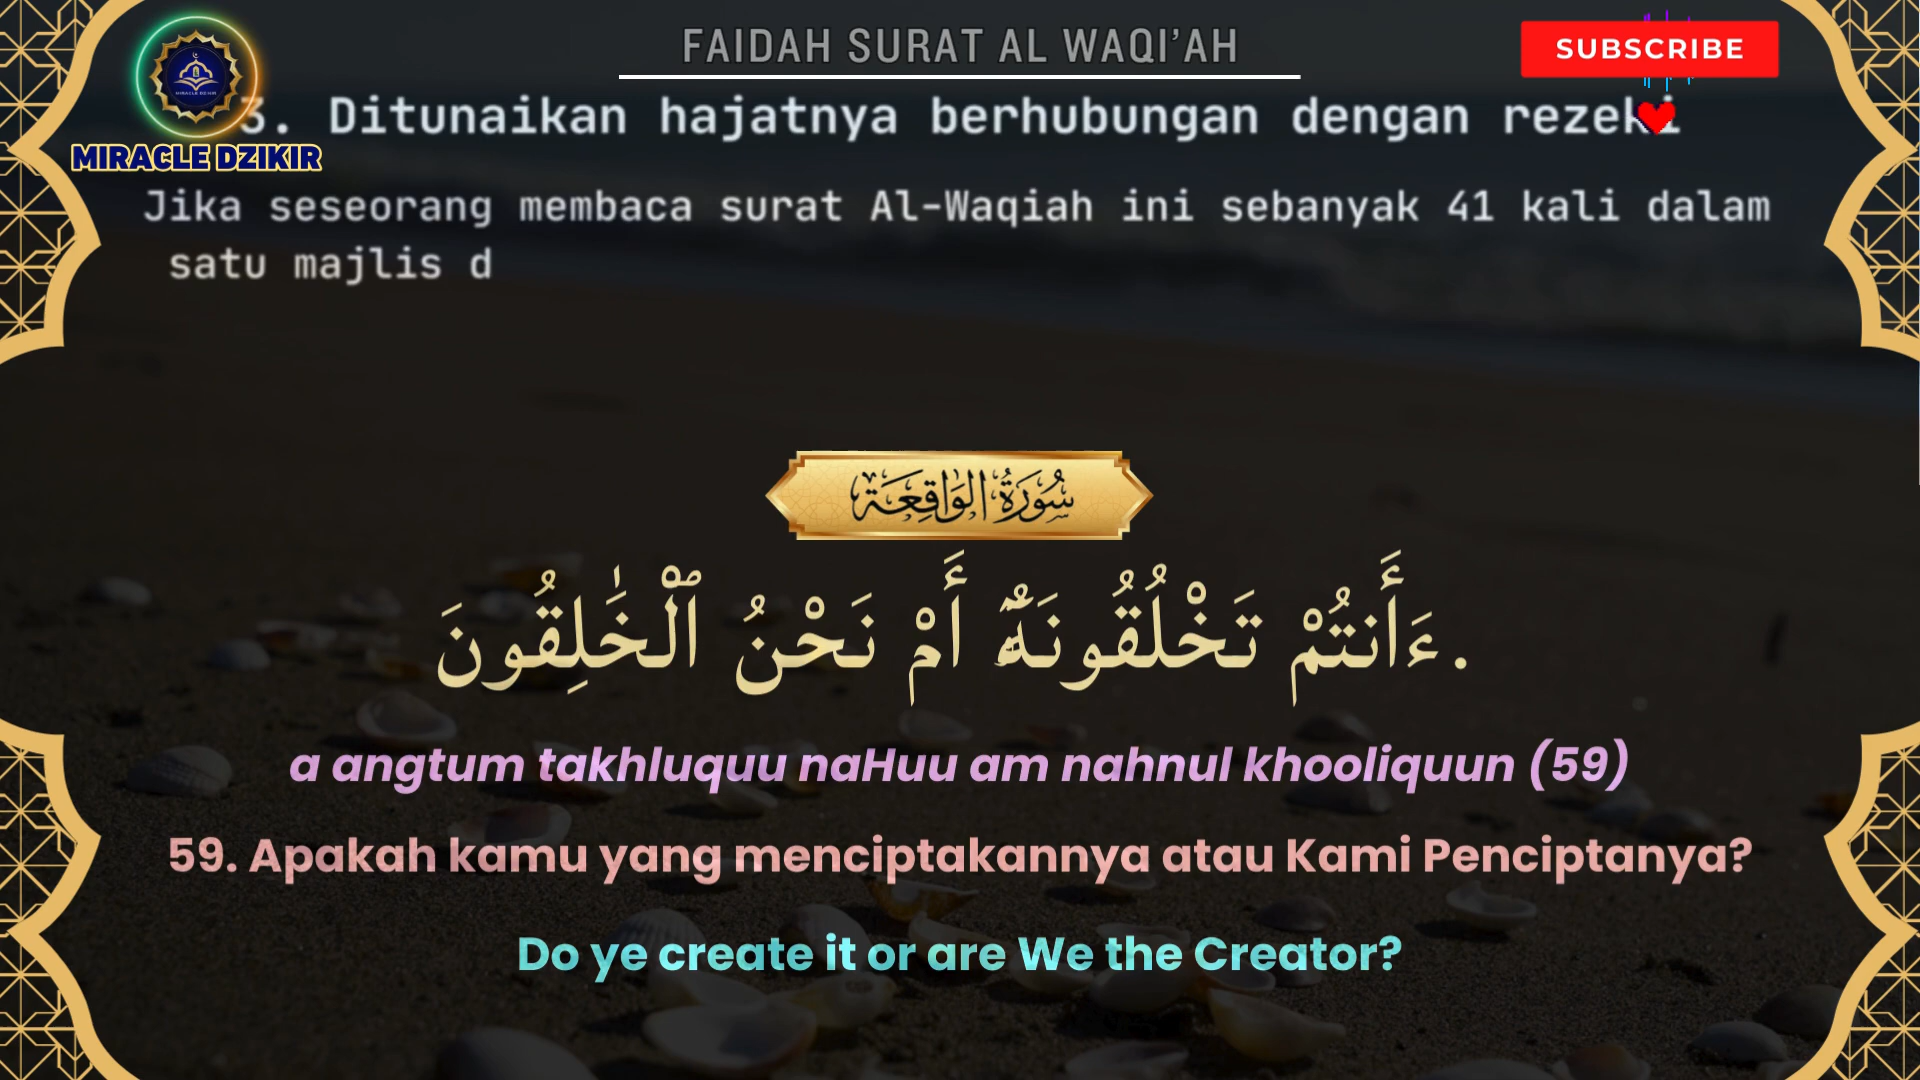 FAIDAH SURAT AL WAQI’AH
SUBSCRIBE
3. Ditunaikan hajatnya berhubungan dengan rezeki
MIRACLE DZIKIR
Jika seseorang membaca surat Al-Waqiah ini sebanyak 41 kali dalam
satu majlis d
سُورَةُ الوَاقِعَة
.ءَأَنتُمْ تَخْلُقُونَهُۥٓ أَمْ نَحْنُ ٱلْخَٰلِقُونَ
a angtum takhluquu naHuu am nahnul khooliquun (59)
59. Apakah kamu yang menciptakannya atau Kami Penciptanya?
Do ye create it or are We the Creator?